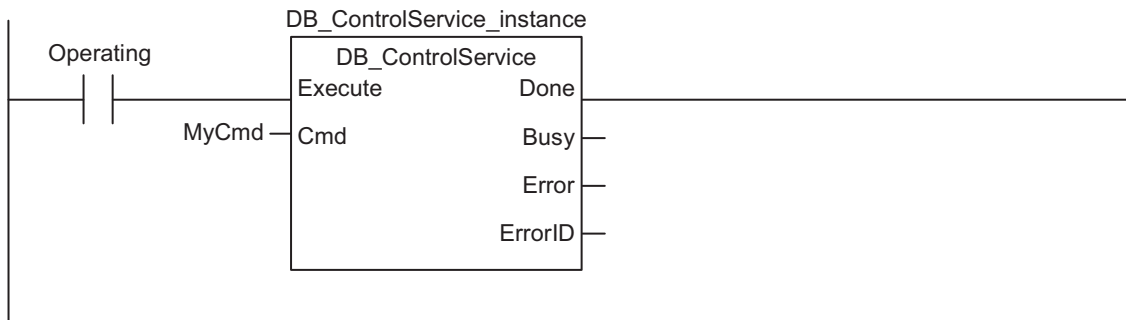 DB_ControlService_instance
Operating
DB_ControlService
Execute Done
MyCmd Cmd Busy
Error
ErrorID